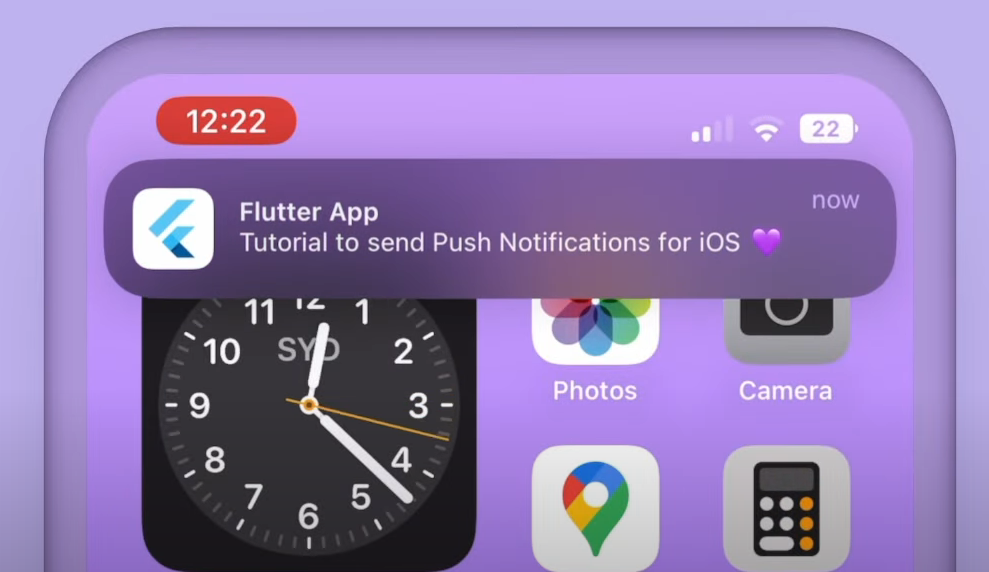 12:22
22
Flutter App
now
Tutorial to send Push Notifications for iOS 💜
11 12 1
SYD
10 2
9 3
8 4
7 5
6
Photos
Camera